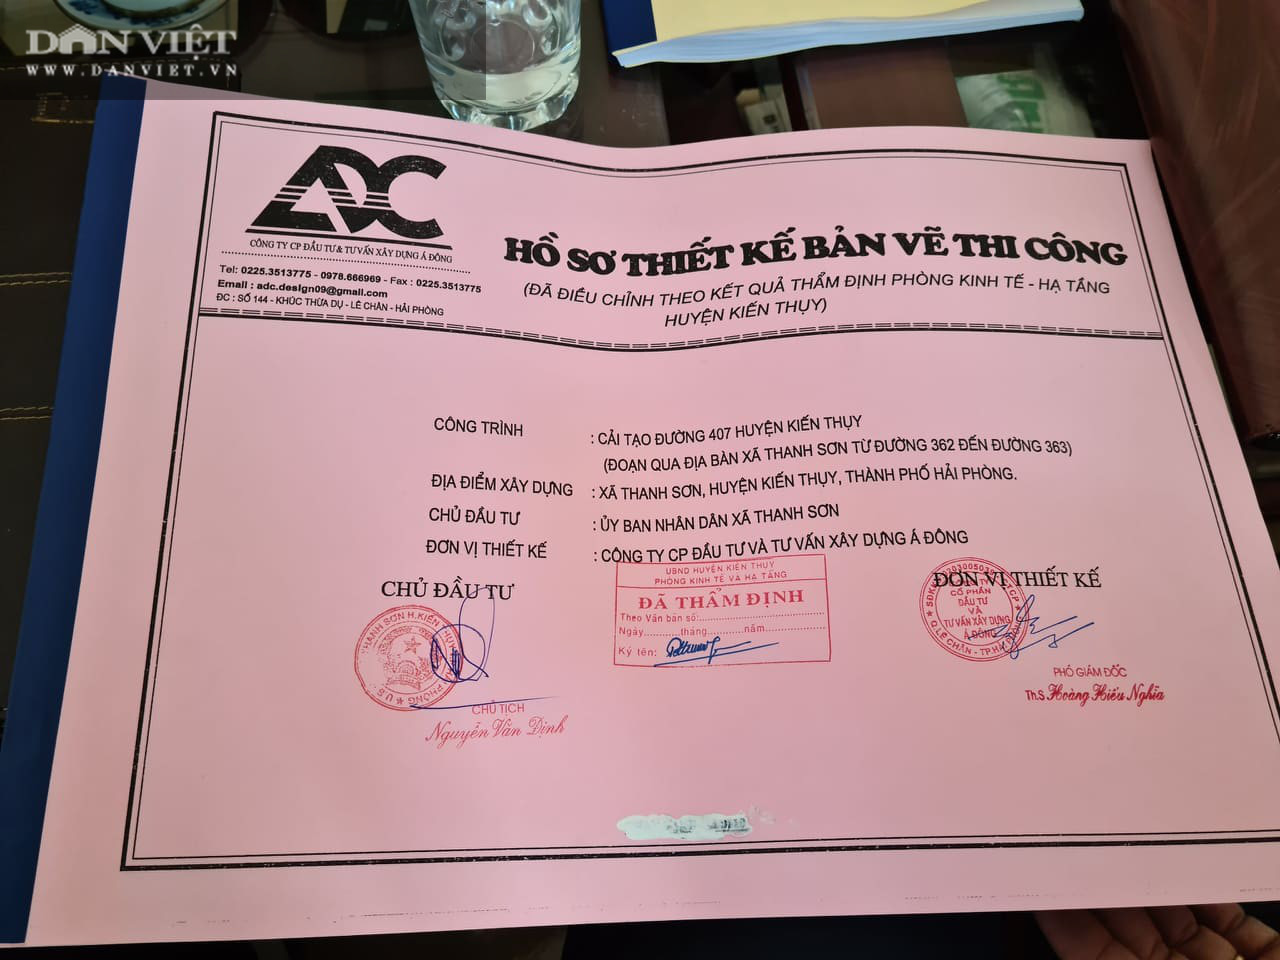 DÂN VIỆT
WWW.DANVIET.VN
ADC
CÔNG TY CP ĐẦU TƯ & TƯ VẤN XÂY DỰNG Á ĐÔNG
Tel: 0225.3513775 - 0978.666969 - Fax : 0225.3513775
Email : adc.design09@gmail.com
ĐC : SỐ 144 - KHÚC THỪA DỤ - LÊ CHÂN - HẢI PHÒNG
HỒ SƠ THIẾT KẾ BẢN VẼ THI CÔNG
(ĐÃ ĐIỀU CHỈNH THEO KẾT QUẢ THẨM ĐỊNH PHÒNG KINH TẾ - HẠ TẦNG
HUYỆN KIẾN THỤY)
CÔNG TRÌNH : CẢI TẠO ĐƯỜNG 407 HUYỆN KIẾN THỤY
(ĐOẠN QUA ĐỊA BÀN XÃ THANH SƠN TỪ ĐƯỜNG 362 ĐẾN ĐƯỜNG 363)
ĐỊA ĐIỂM XÂY DỰNG : XÃ THANH SƠN, HUYỆN KIẾN THỤY, THÀNH PHỐ HẢI PHÒNG.
CHỦ ĐẦU TƯ : ỦY BAN NHÂN DÂN XÃ THANH SƠN
ĐƠN VỊ THIẾT KẾ : CÔNG TY CP ĐẦU TƯ VÀ TƯ VẤN XÂY DỰNG Á ĐÔNG
CHỦ ĐẦU TƯ
CHỦ TỊCH
Nguyễn Văn Định
UBND HUYỆN KIẾN THỤY
PHÒNG KINH TẾ VÀ HẠ TẦNG
ĐÃ THẨM ĐỊNH
Theo Văn bản số:
Ngày.........tháng.........năm.........
Ký tên:
ĐƠN VỊ THIẾT KẾ
CỔ PHẦN
ĐẦU TƯ
VÀ
TƯ VẤN XÂY DỰNG
Á ĐÔNG
Q. LÊ CHÂN - TP.
PHÓ GIÁM ĐỐC
ThS Hoàng Hiếu Nghĩa